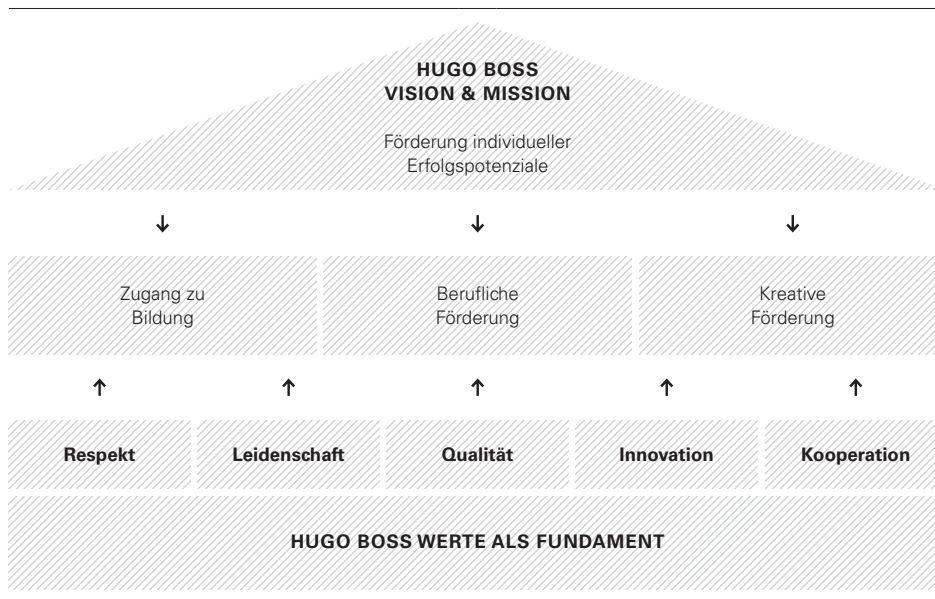 HUGO BOSS
VISION & MISSION
Förderung individueller
Erfolgspotenziale
Zugang zu
Bildung
Berufliche
Förderung
Kreative
Förderung
Respekt
Leidenschaft
Qualität
Innovation
Kooperation
HUGO BOSS WERTE ALS FUNDAMENT